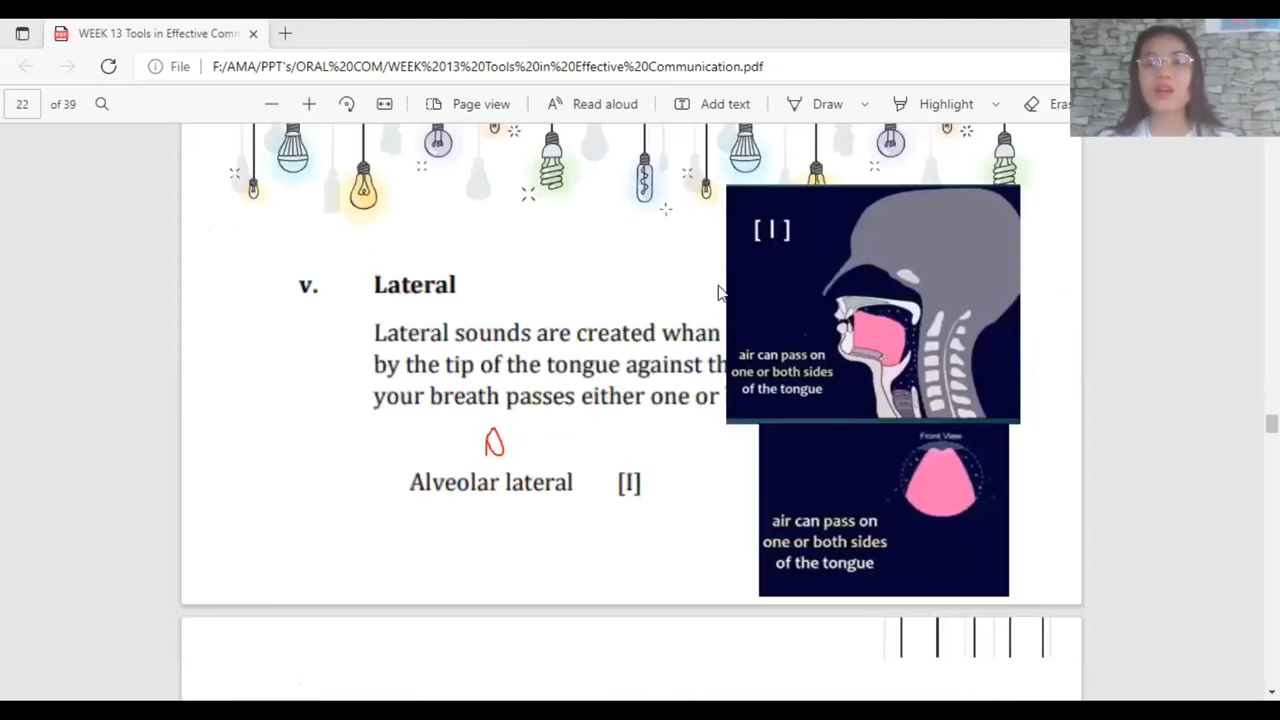 WEEK 13 Tools in Effective Comm
File F:/AMA/PPT's/ORAL%20COM/WEEK%2013%20Tools%20in%20Effective%20Communication.pdf
22 of 39 Page view Read aloud Add text Draw Highlight Eras
[ l ]
v. Lateral
Lateral sounds are created whan
by the tip of the tongue against th
your breath passes either one or
air can pass on
one or both sides
of the tongue
Alveolar lateral [l]
Front View
air can pass on
one or both sides
of the tongue